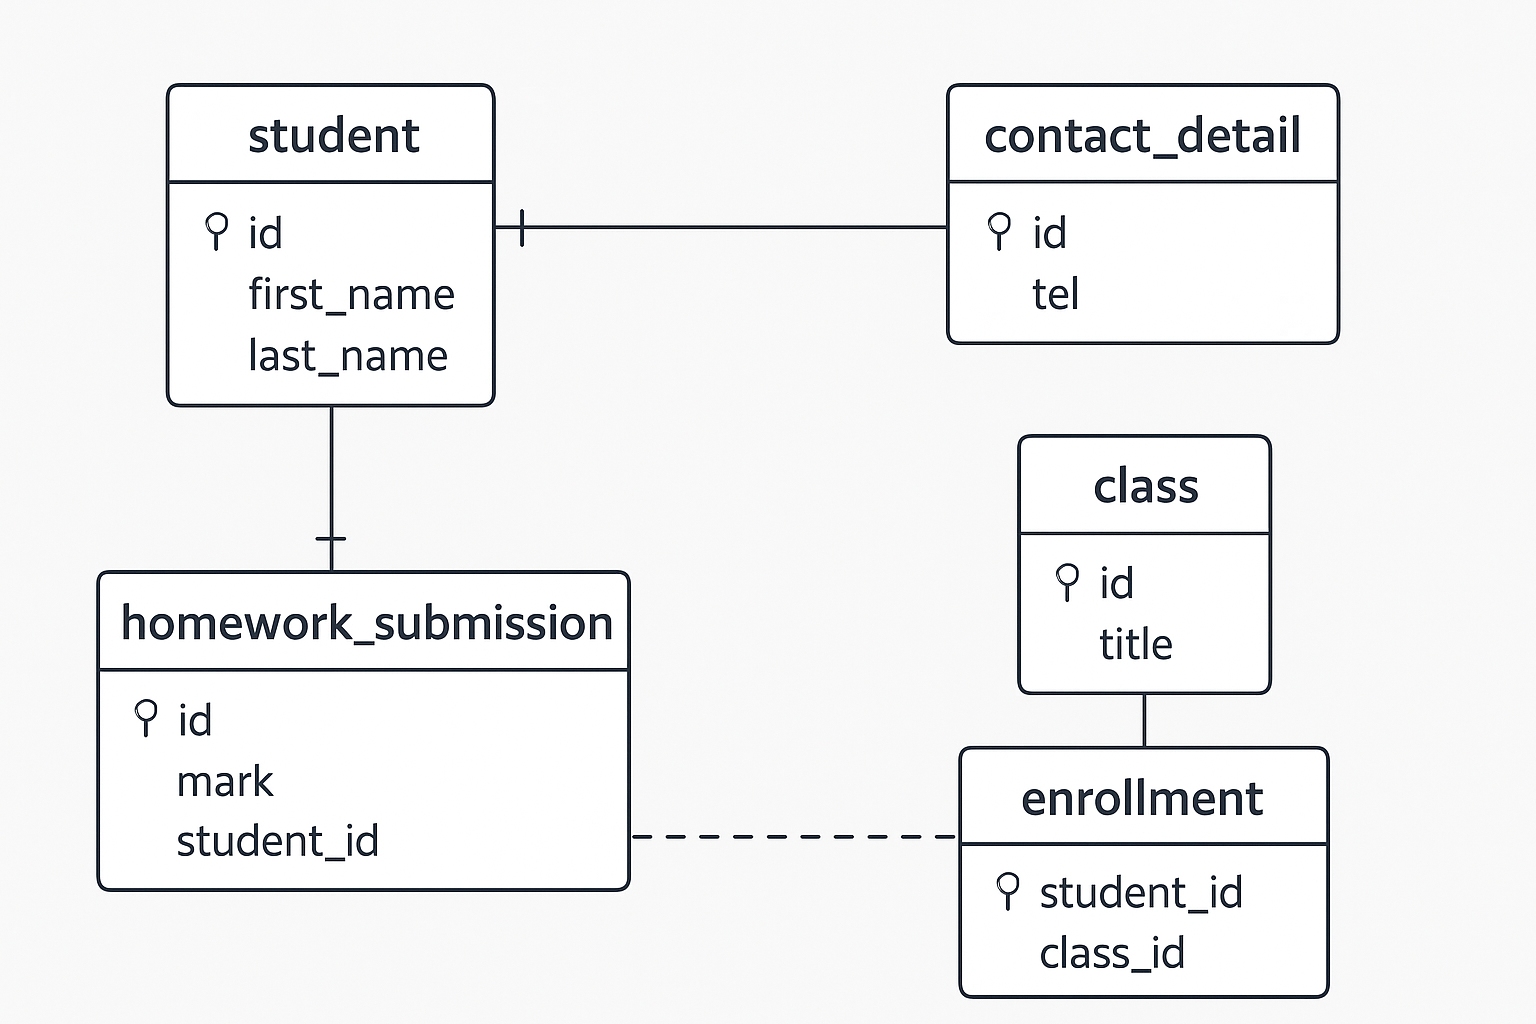 student
id
first_name
last_name
contact_detail
id
tel
class
id
title
homework_submission
id
mark
student_id
enrollment
student_id
class_id